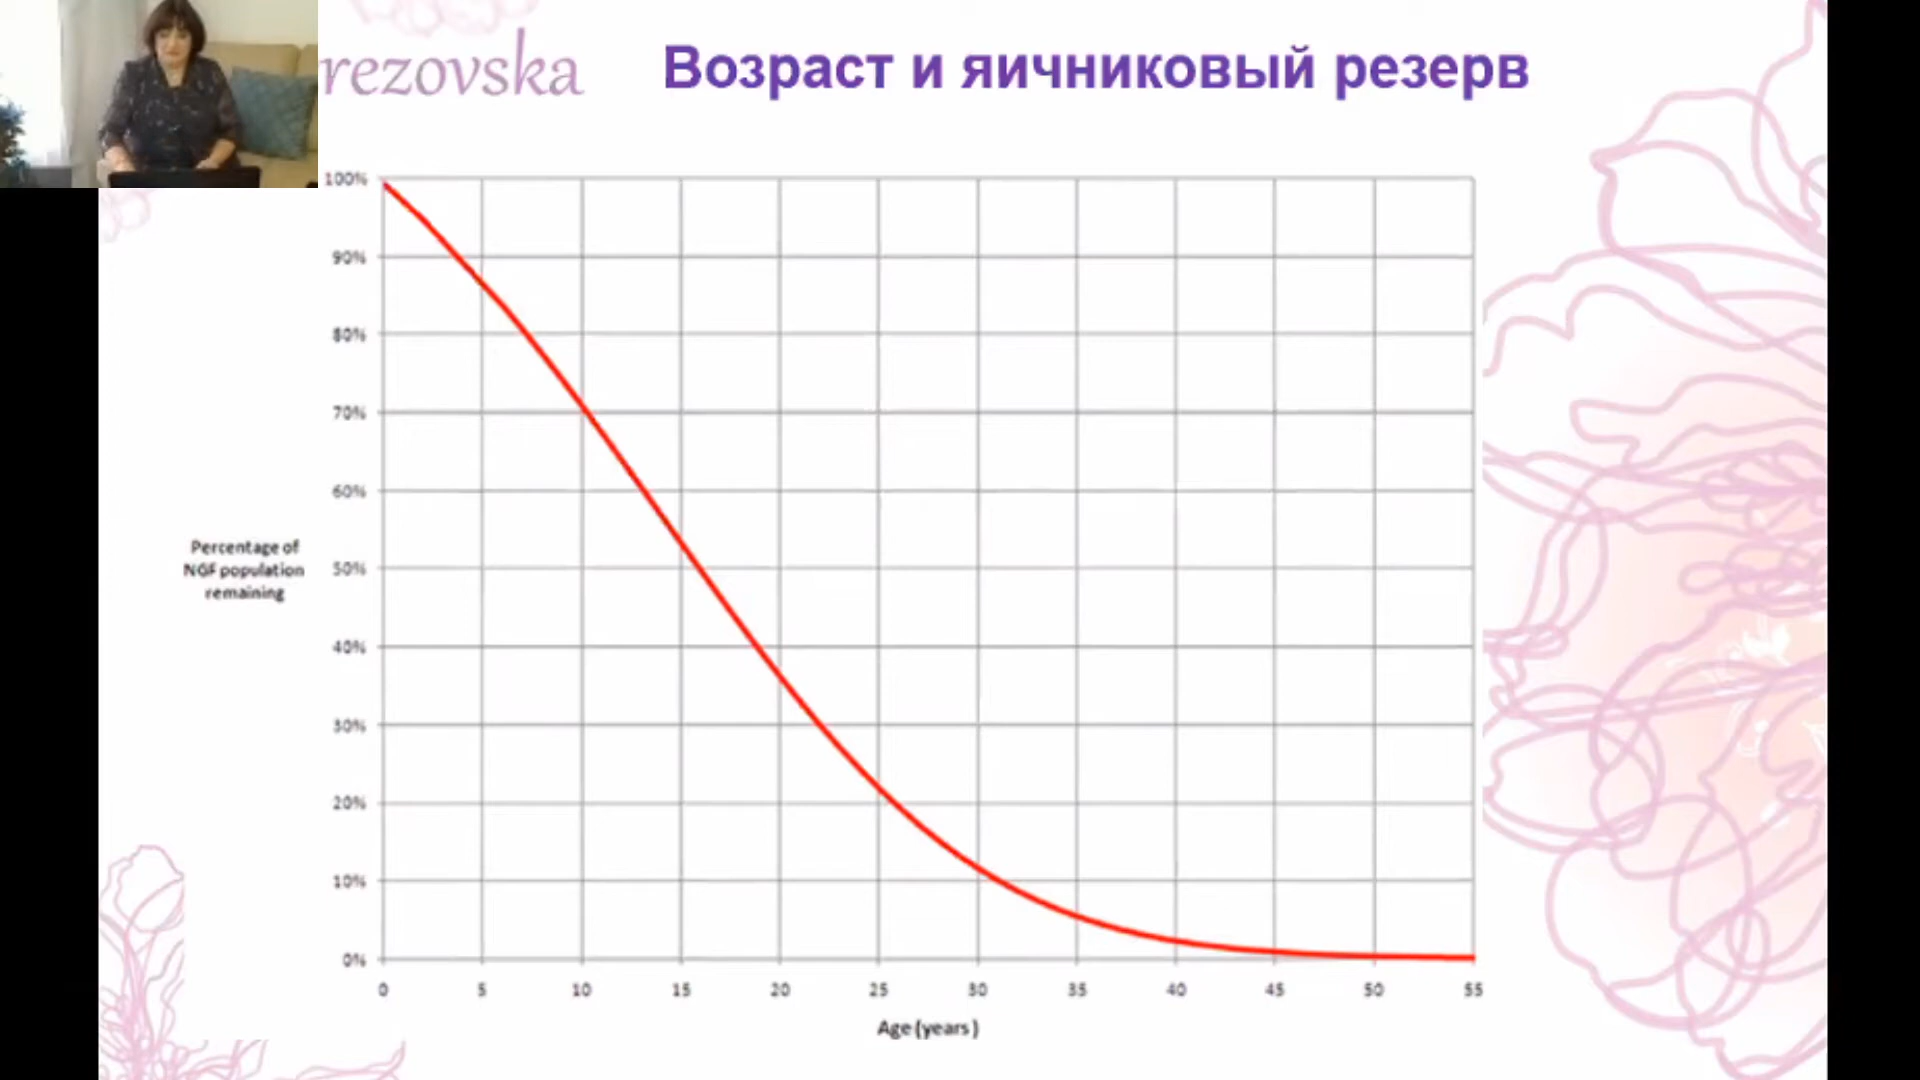 rezovska
Возраст и яичниковый резерв
100%
90%
80%
70%
60%
50%
40%
30%
20%
10%
0%
Percentage of
NGF population
remaining
0 5 10 15 20 25 30 35 40 45 50 55
Age (years)